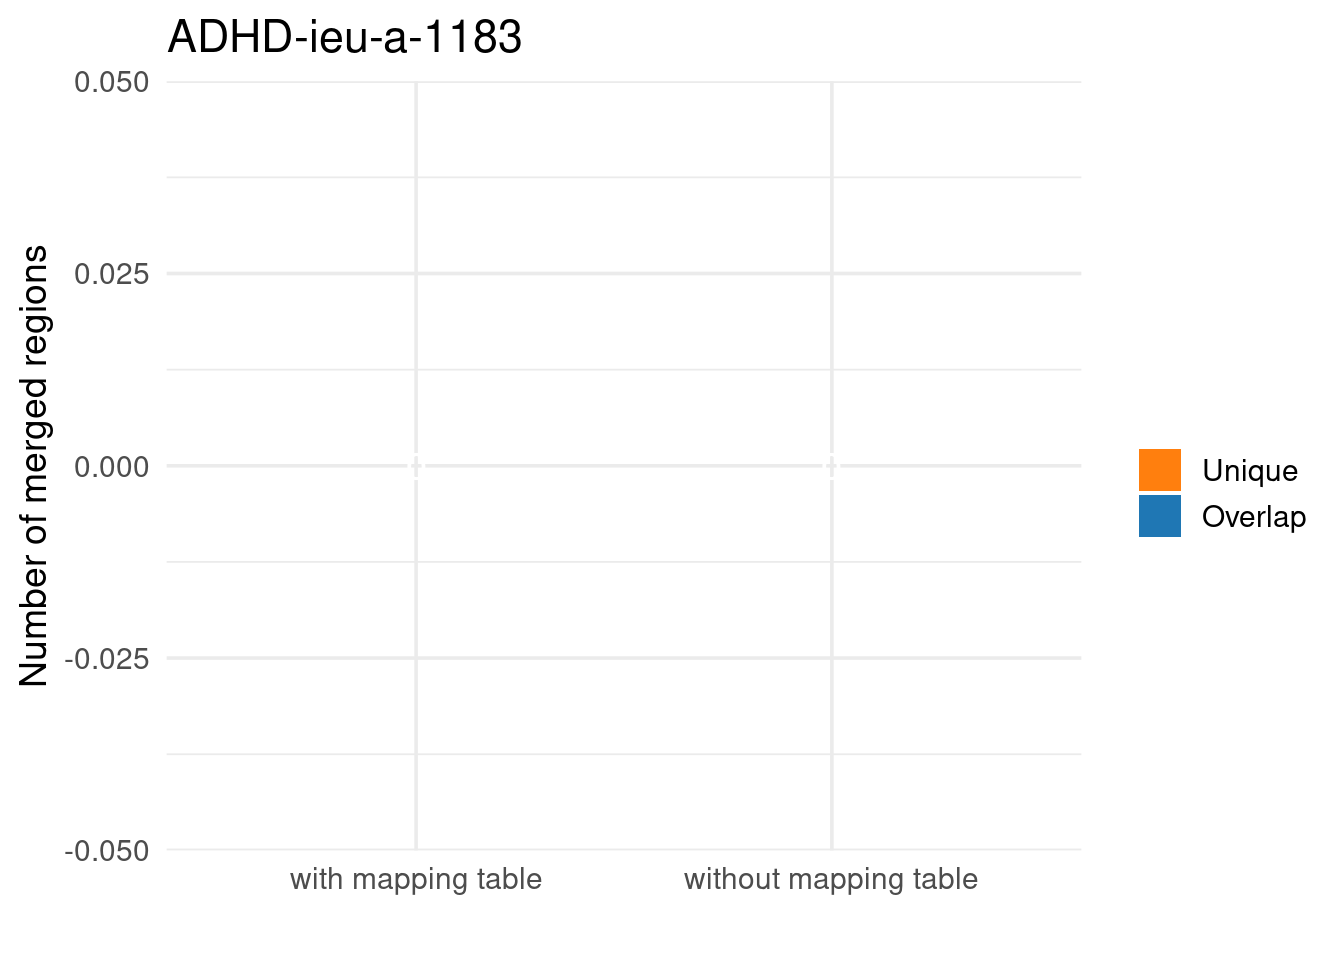 ADHD-ieu-a-1183
Number of merged regions
0.050
0.025
0.000
-0.025
-0.050
with mapping table
without mapping table
Unique
Overlap